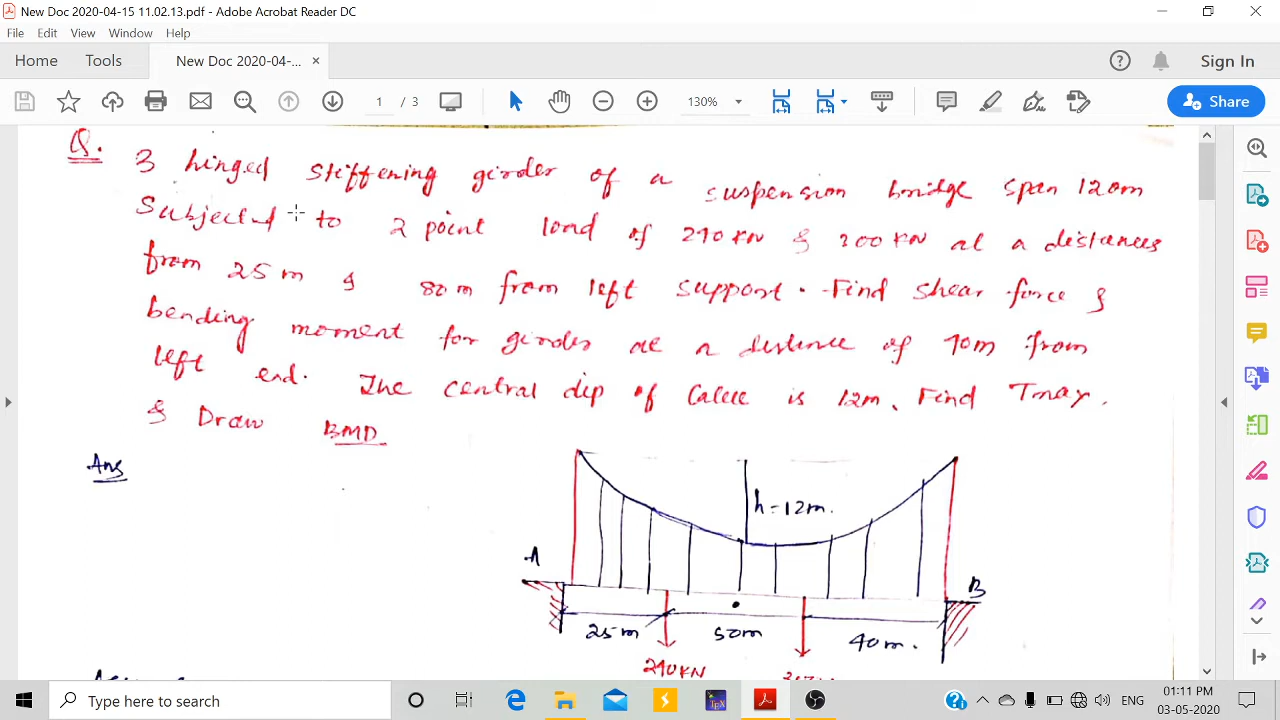 New Doc 2020-04-15 11.02.13.pdf - Adobe Acrobat Reader DC
File Edit View Window Help
Home Tools New Doc 2020-04-... × Sign In
1 / 3 130% Share
Q. 3 hinged stiffening girder of a suspension bridge span 120m
Subjected to 2 point load of 240 KN & 300 KN at a distances
from 25 m & 80 m from left support. Find shear force &
bending moment for girder at a distance of 40m from
left end. The central dip of Cable is 12m. Find Tmax.
& Draw BMD
Ans
h = 12m.
A
B
25m 50m 40m.
240KN
Type here to search
ENG
01:11 PM
03-05-2020